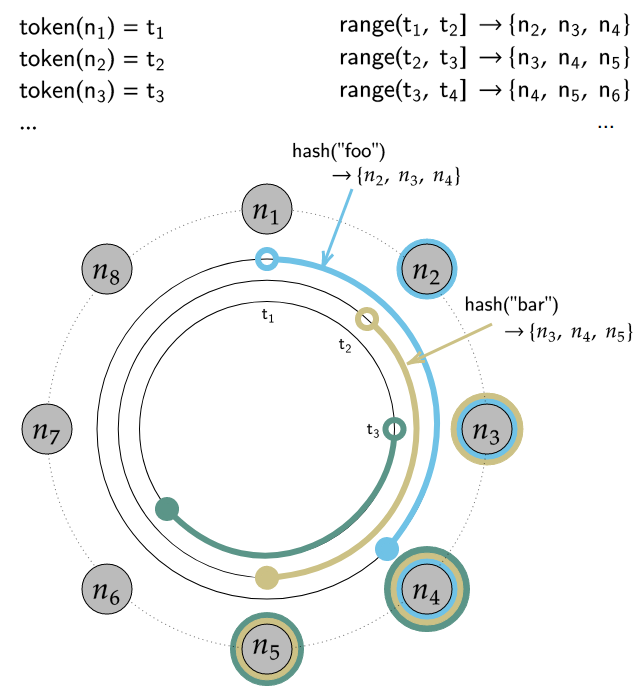 token(n₁) = t₁
token(n₂) = t₂
token(n₃) = t₃
...
range(t₁, t₂] → {n₂, n₃, n₄}
range(t₂, t₃] → {n₃, n₄, n₅}
range(t₃, t₄] → {n₄, n₅, n₆}
...
hash("foo")
→ {n₂, n₃, n₄}
n₁
n₈
n₂
hash("bar")
→ {n₃, n₄, n₅}
t₁
t₂
n₇
t₃
n₃
n₆
n₄
n₅